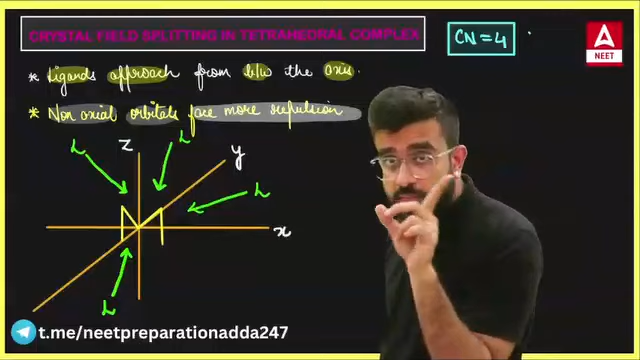 CRYSTAL FIELD SPLITTING IN TETRAHEDRAL COMPLEX
CN = 4
A
NEET
* Ligands approach from b/w the axis.
* Non axial orbitals face more repulsion
L
Z
L
y
L
x
L
t.me/neetpreparationadda247